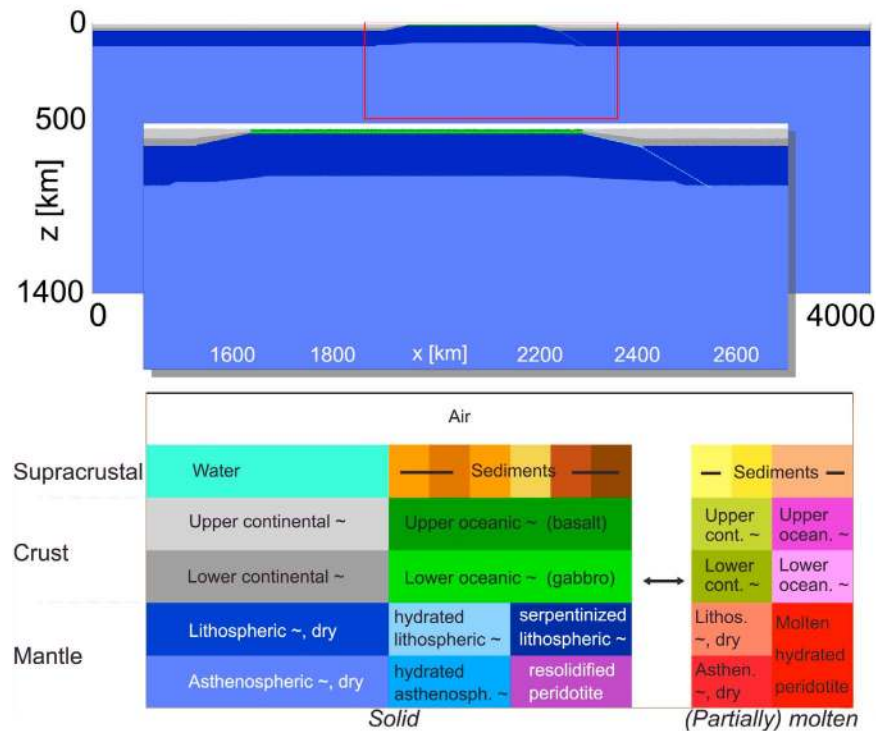 0
500
z [km]
1400
0
4000
1600 1800 x [km] 2200 2400 2600
Air
Supracrustal
Water
Sediments
Sediments
Crust
Upper continental ~
Upper oceanic ~ (basalt)
Upper
cont. ~
Upper
ocean. ~
Lower continental ~
Lower oceanic ~ (gabbro)
Lower
cont. ~
Lower
ocean. ~
Mantle
Lithospheric ~, dry
hydrated
lithospheric ~
serpentinized
lithospheric ~
Lithos.
~, dry
Molten
hydrated
peridotite
Asthenospheric ~, dry
hydrated
asthenosph. ~
resolidified
peridotite
Asthen.
~, dry
Solid
(Partially) molten